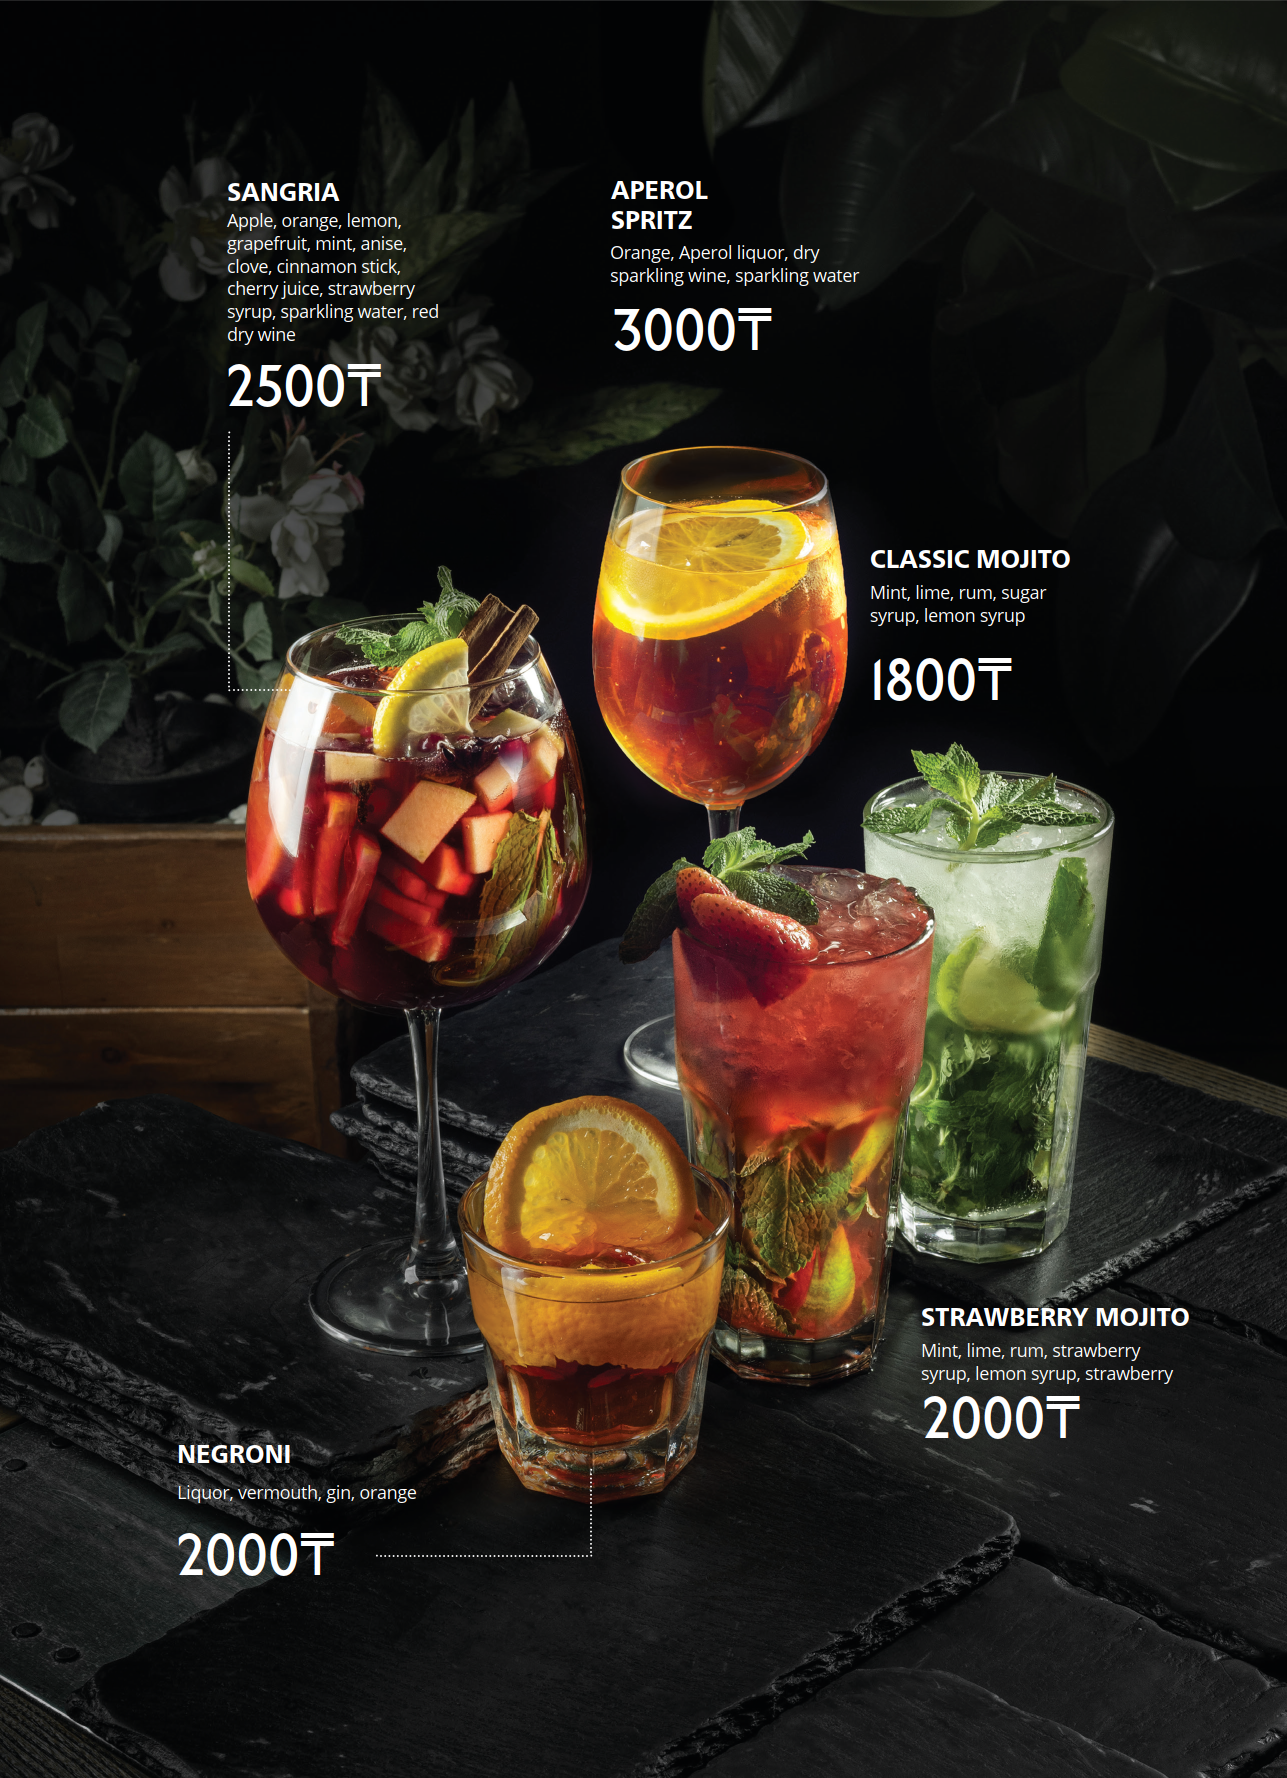 SANGRIA
Apple, orange, lemon,
grapefruit, mint, anise,
clove, cinnamon stick,
cherry juice, strawberry
syrup, sparkling water, red
dry wine
2500₸
APEROL
SPRITZ
Orange, Aperol liquor, dry
sparkling wine, sparkling water
3000₸
CLASSIC MOJITO
Mint, lime, rum, sugar
syrup, lemon syrup
1800₸
STRAWBERRY MOJITO
Mint, lime, rum, strawberry
syrup, lemon syrup, strawberry
2000₸
NEGRONI
Liquor, vermouth, gin, orange
2000₸